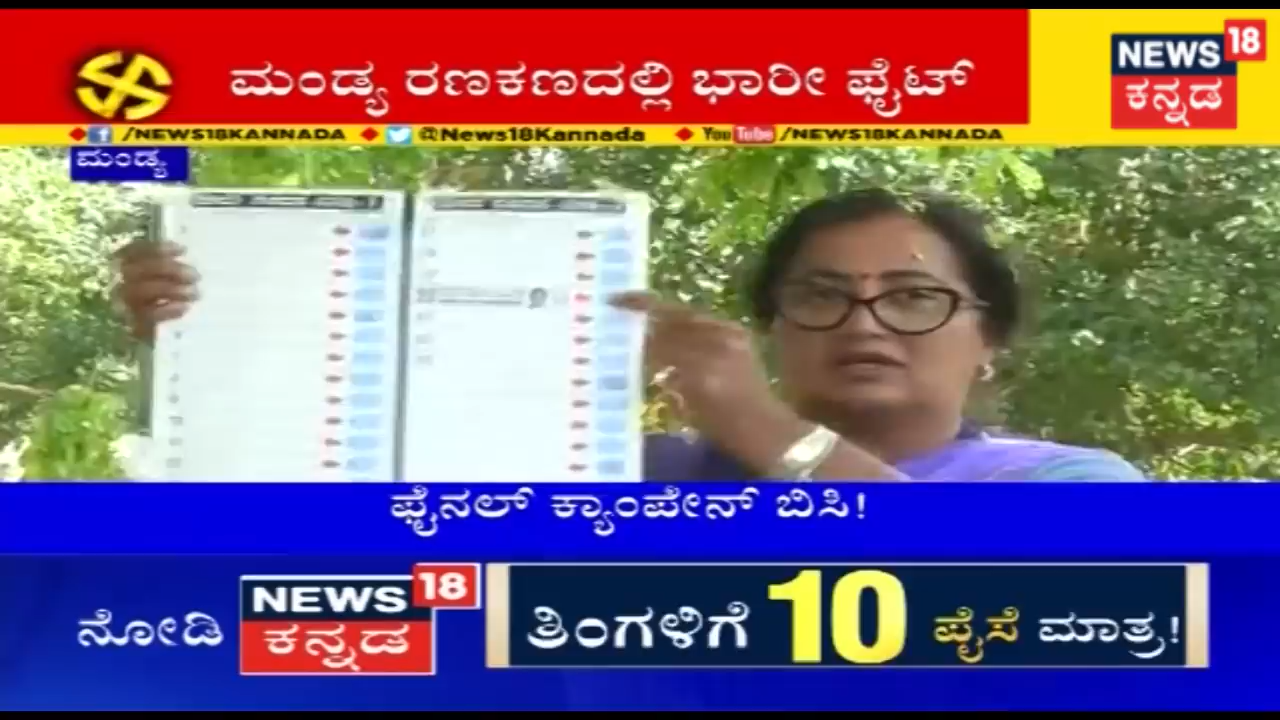 ಮಂಡ್ಯ ರಣಕಣದಲ್ಲಿ ಭಾರೀ ಫೈಟ್
NEWS 18
ಕನ್ನಡ
/NEWS18KANNADA @News18Kannada YouTube /NEWS18KANNADA
ಮಂಡ್ಯ
ಫೈನಲ್ ಕ್ಯಾಂಪೇನ್ ಬಿಸಿ!
ನೋಡಿ NEWS 18 ಕನ್ನಡ ತಿಂಗಳಿಗೆ 10 ಪೈಸೆ ಮಾತ್ರ!